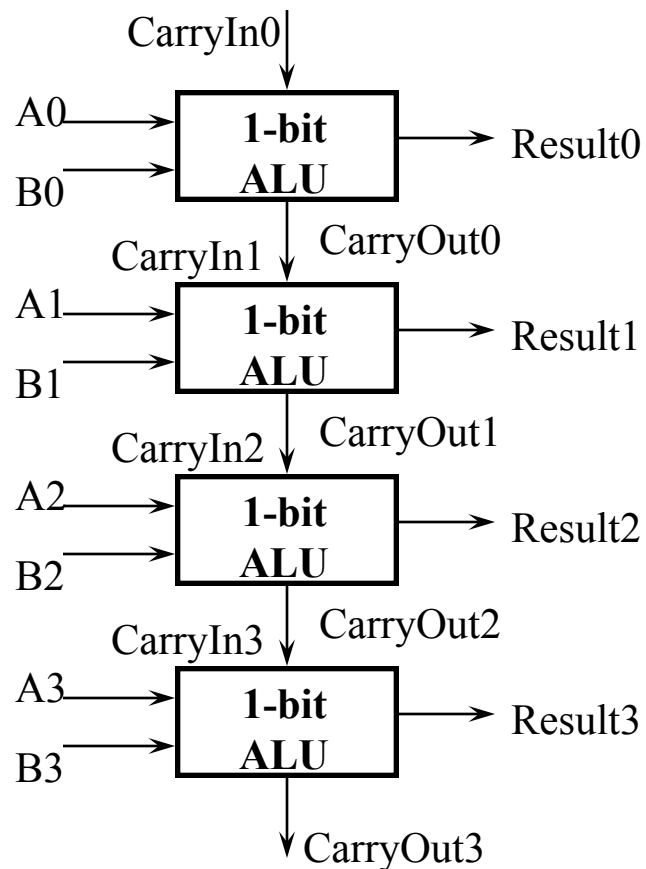 CarryIn0
A0
1-bit
ALU
Result0
B0
CarryOut0
CarryIn1
A1
1-bit
ALU
Result1
B1
CarryOut1
CarryIn2
A2
1-bit
ALU
Result2
B2
CarryOut2
CarryIn3
A3
1-bit
ALU
Result3
B3
CarryOut3